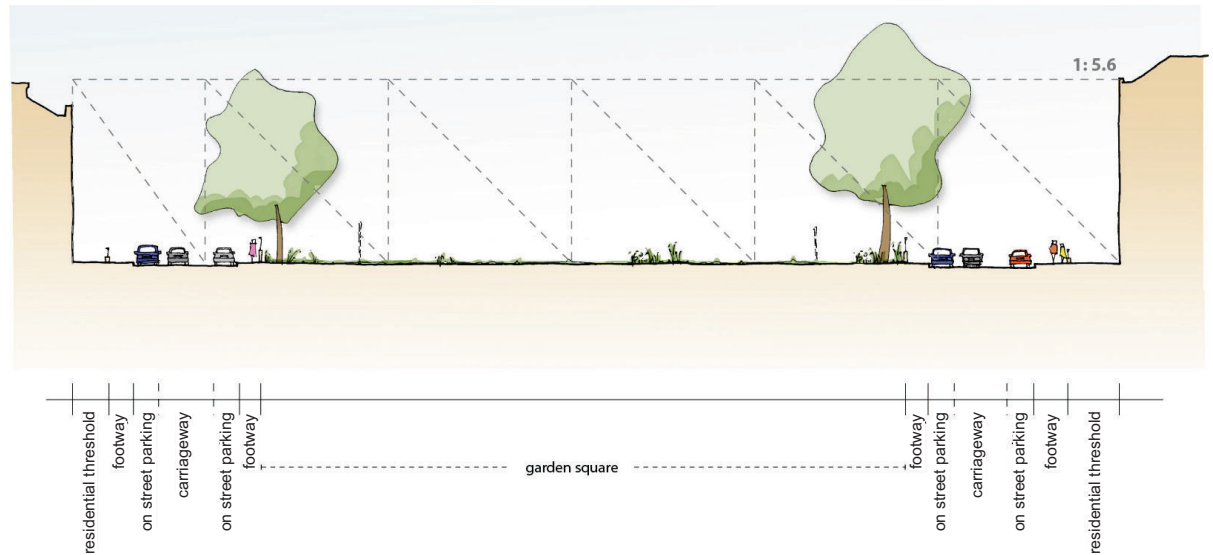 1:5.6
residential threshold
footway
on street parking
carriageway
on street parking
footway
garden square
footway
on street parking
carriageway
on street parking
footway
residential threshold